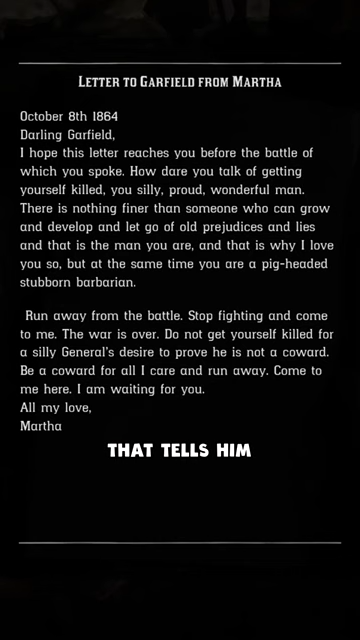 Letter to Garfield from Martha
October 8th 1864
Darling Garfield,
I hope this letter reaches you before the battle of
which you spoke. How dare you talk of getting
yourself killed, you silly, proud, wonderful man.
There is nothing finer than someone who can grow
and develop and let go of old prejudices and lies
and that is the man you are, and that is why I love
you so, but at the same time you are a pig-headed
stubborn barbarian.
Run away from the battle. Stop fighting and come
to me. The war is over. Do not get yourself killed for
a silly General's desire to prove he is not a coward.
Be a coward for all I care and run away. Come to
me here. I am waiting for you.
All my love,
Martha
THAT TELLS HIM